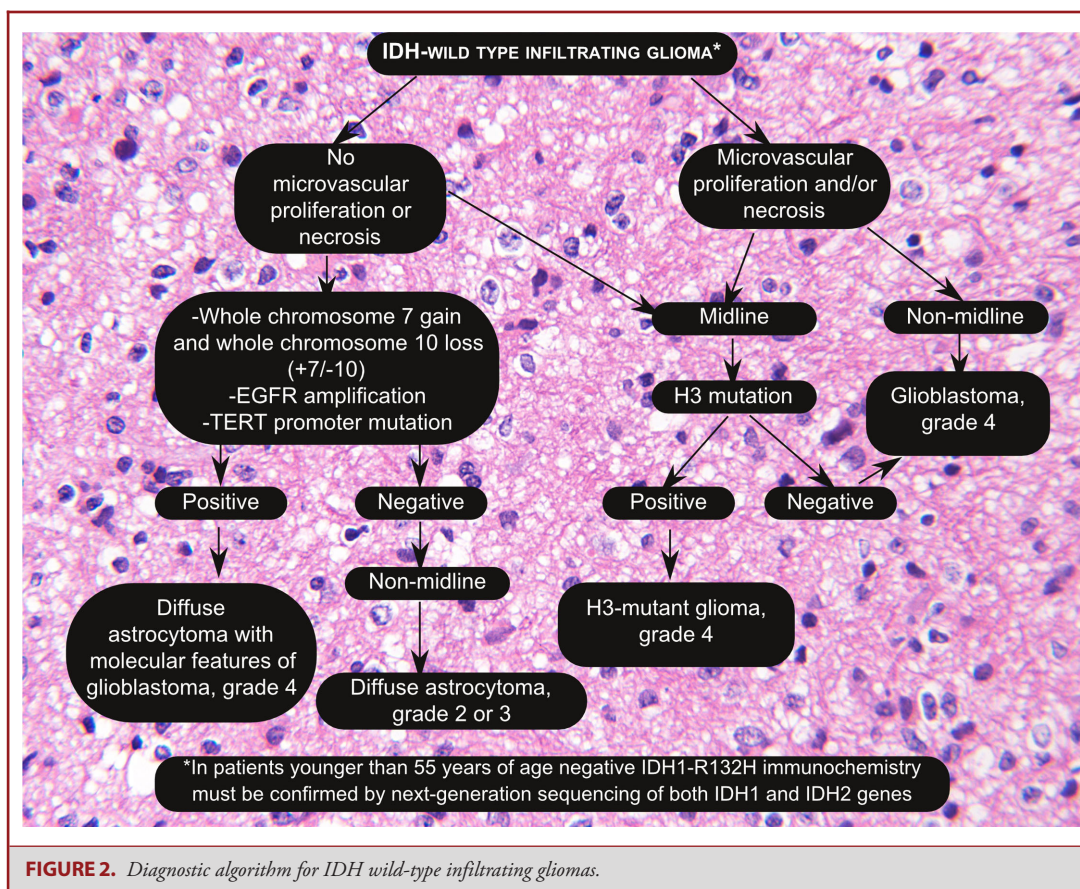 IDH-WILD TYPE INFILTRATING GLIOMA*
No
microvascular
proliferation or
necrosis
Microvascular
proliferation and/or
necrosis
-Whole chromosome 7 gain
and whole chromosome 10 loss
(+7/-10)
-EGFR amplification
-TERT promoter mutation
Midline
Non-midline
H3 mutation
Glioblastoma,
grade 4
Positive
Negative
Positive
Negative
Non-midline
Diffuse
astrocytoma with
molecular features of
glioblastoma, grade 4
H3-mutant glioma,
grade 4
Diffuse astrocytoma,
grade 2 or 3
*In patients younger than 55 years of age negative IDH1-R132H immunochemistry
must be confirmed by next-generation sequencing of both IDH1 and IDH2 genes
FIGURE 2. Diagnostic algorithm for IDH wild-type infiltrating gliomas.